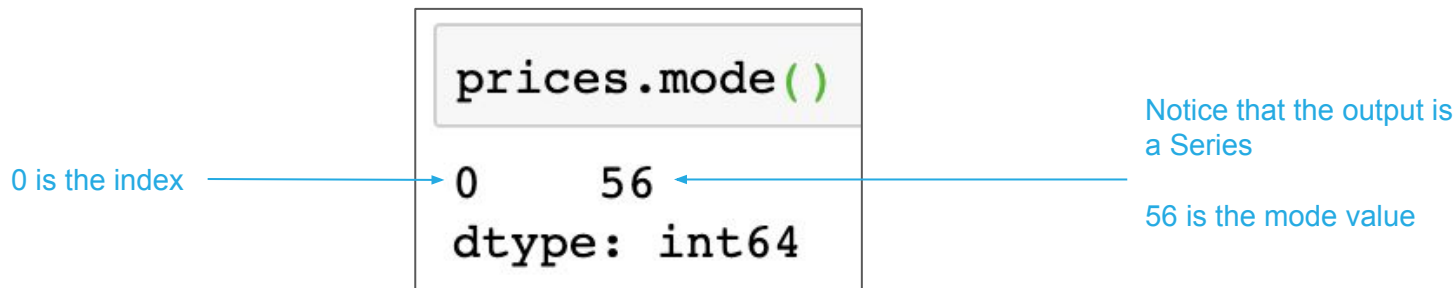 prices.mode()
Notice that the output is
a Series
0 is the index
0 56
56 is the mode value
dtype: int64